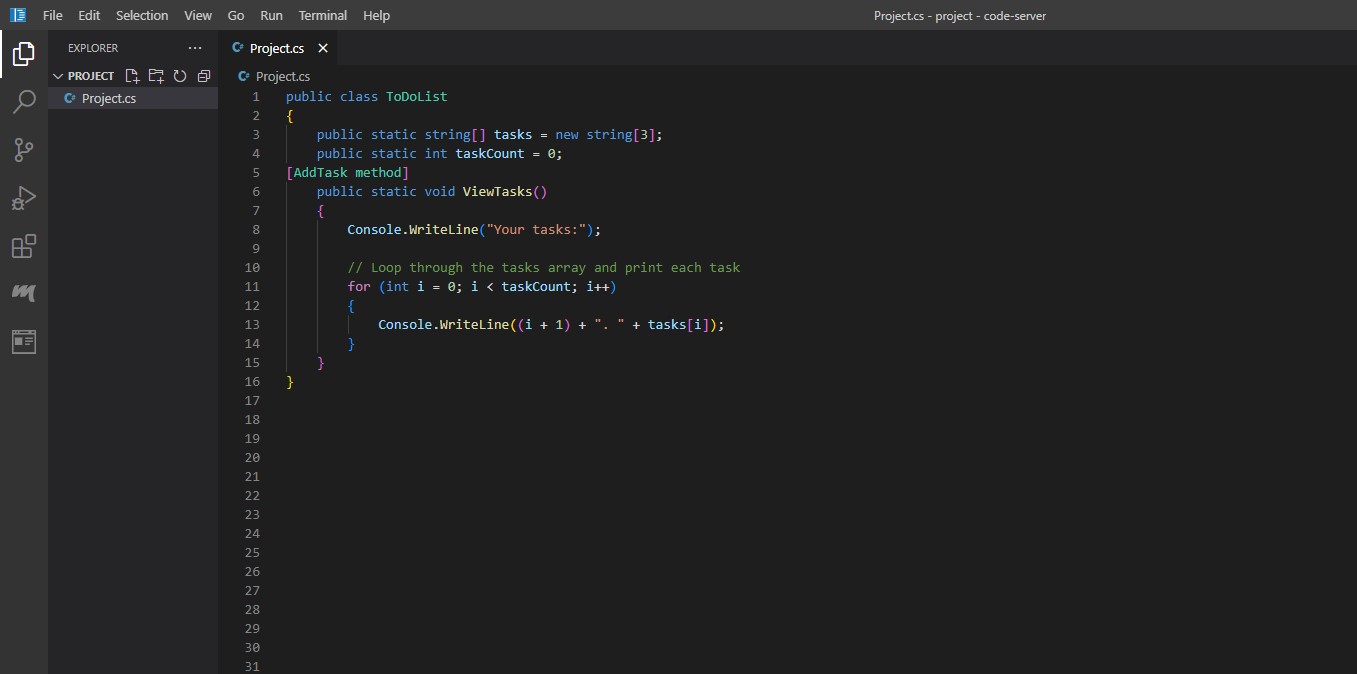 File Edit Selection View Go Run Terminal Help Project.cs - project - code-server
EXPLORER ···
PROJECT
C# Project.cs
C# Project.cs ×
C# Project.cs
1 public class ToDoList
2 {
3     public static string[] tasks = new string[3];
4     public static int taskCount = 0;
5 [AddTask method]
6     public static void ViewTasks()
7     {
8         Console.WriteLine("Your tasks:");
9
10         // Loop through the tasks array and print each task
11         for (int i = 0; i < taskCount; i++)
12         {
13             Console.WriteLine((i + 1) + ". " + tasks[i]);
14         }
15     }
16 }
17
18
19
20
21
22
23
24
25
26
27
28
29
30
31